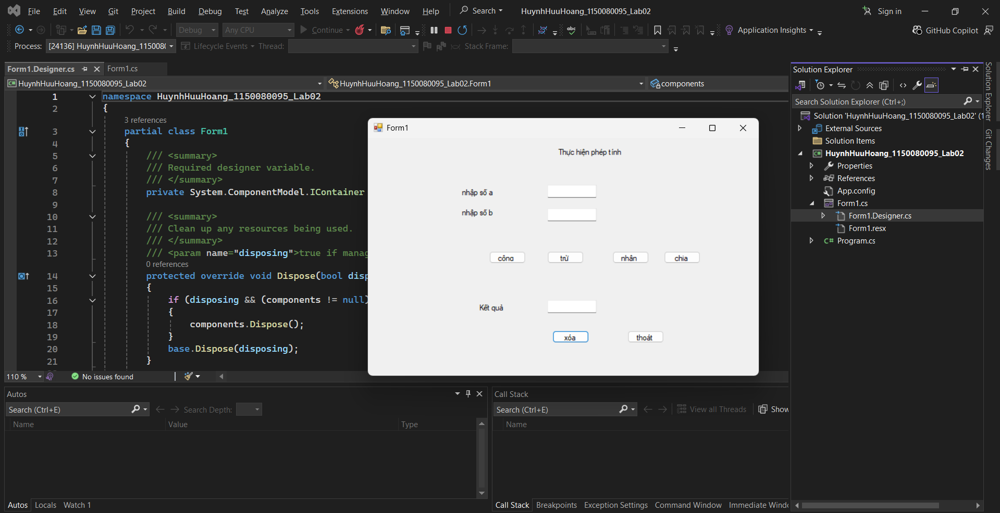 File Edit View Git Project Build Debug Test Analyze Tools Extensions Window Help Search HuynhHuuHoang_1150080095_Lab02 Sign in
Debug Any CPU Continue abc Application Insights GitHub Copilot
Process: [24136] HuynhHuuHoang_115008( Lifecycle Events Thread: Stack Frame:
Form1.Designer.cs Form1.cs
HuynhHuuHoang_1150080095_Lab02 HuynhHuuHoang_1150080095_Lab02.Form1 components
1 namespace HuynhHuuHoang_1150080095_Lab02
2 {
3 references
3 partial class Form1
4 {
5 /// <summary>
6 /// Required designer variable.
7 /// </summary>
8 private System.ComponentModel.IContainer
9
10 /// <summary>
11 /// Clean up any resources being used.
12 /// </summary>
13 /// <param name="disposing">true if manag
0 references
14 protected override void Dispose(bool disp
15 {
16 if (disposing && (components != null)
17 {
18 components.Dispose();
19 }
20 base.Dispose(disposing);
21 }
110 % No issues found
Form1
Thực hiện phép tính
nhập số a
nhập số b
cộng trừ nhân chia
Kết quả
xóa thoát
Solution Explorer
Search Solution Explorer (Ctrl+;)
Solution 'HuynhHuuHoang_1150080095_Lab02' (1
External Sources
Solution Items
HuynhHuuHoang_1150080095_Lab02
Properties
References
App.config
Form1.cs
Form1.Designer.cs
Form1.resx
C# Program.cs
Solution Explorer
Git Changes
Autos
Search (Ctrl+E) Search Depth:
Name Value Type
Autos Locals Watch 1
Call Stack
Search (Ctrl+E) View all Threads Show
Name
Call Stack Breakpoints Exception Settings Command Window Immediate Windo